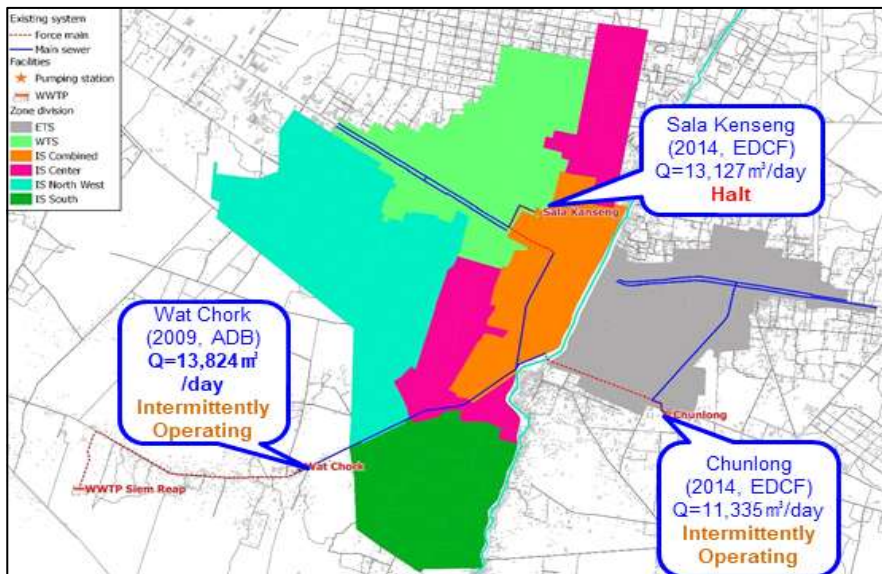 Existing system
Force main
Main sewer
Facilities
Pumping station
WWTP
Zone division
ETS
WTS
IS Combined
IS Center
IS North West
IS South
Sala Kenseng
(2014, EDCF)
Q=13,127㎥/day
Halt
Sala Kanseng
Wat Chork
(2009, ADB)
Q=13,824㎥
/day
Intermittently
Operating
Wat Chork
WWTP Siem Reap
Chunlong
Chunlong
(2014, EDCF)
Q=11,335㎥/day
Intermittently
Operating